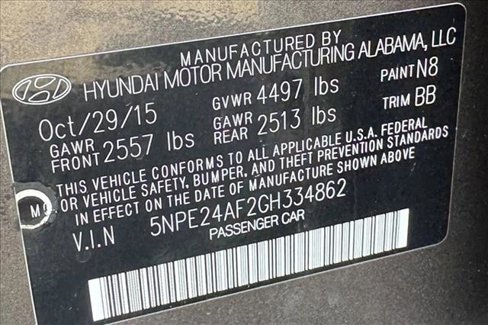 MANUFACTURED BY
HYUNDAI MOTOR MANUFACTURING ALABAMA, LLC
Oct/29/15 GVWR 4497 lbs PAINT N8
GAWR FRONT 2557 lbs GAWR REAR 2513 lbs TRIM BB
THIS VEHICLE CONFORMS TO ALL APPLICABLE U.S.A. FEDERAL
MOTOR VEHICLE SAFETY, BUMPER, AND THEFT PREVENTION STANDARDS
IN EFFECT ON THE DATE OF MANUFACTURE SHOWN ABOVE
V.I.N 5NPE24AF2GH334862
PASSENGER CAR